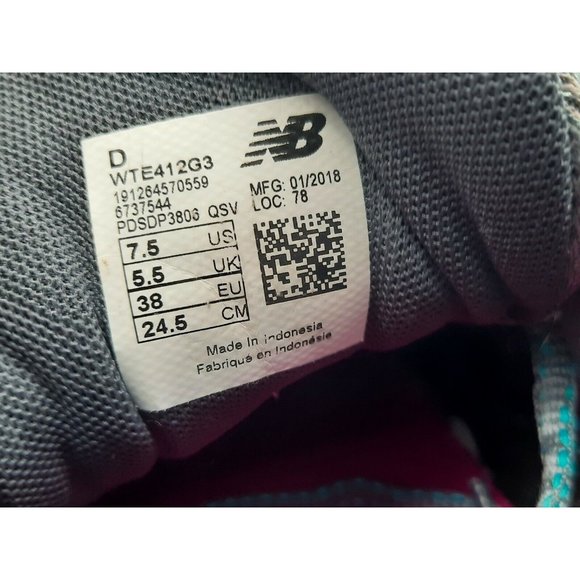 D
WTE412G3
191264570559
6737544
PDSDP3806 QSV
7.5 US
5.5 UK
38 EU
24.5 CM
NB
MFG: 01/2018
LOC: 78
Made In Indonesia
Fabriqué en Indonésie